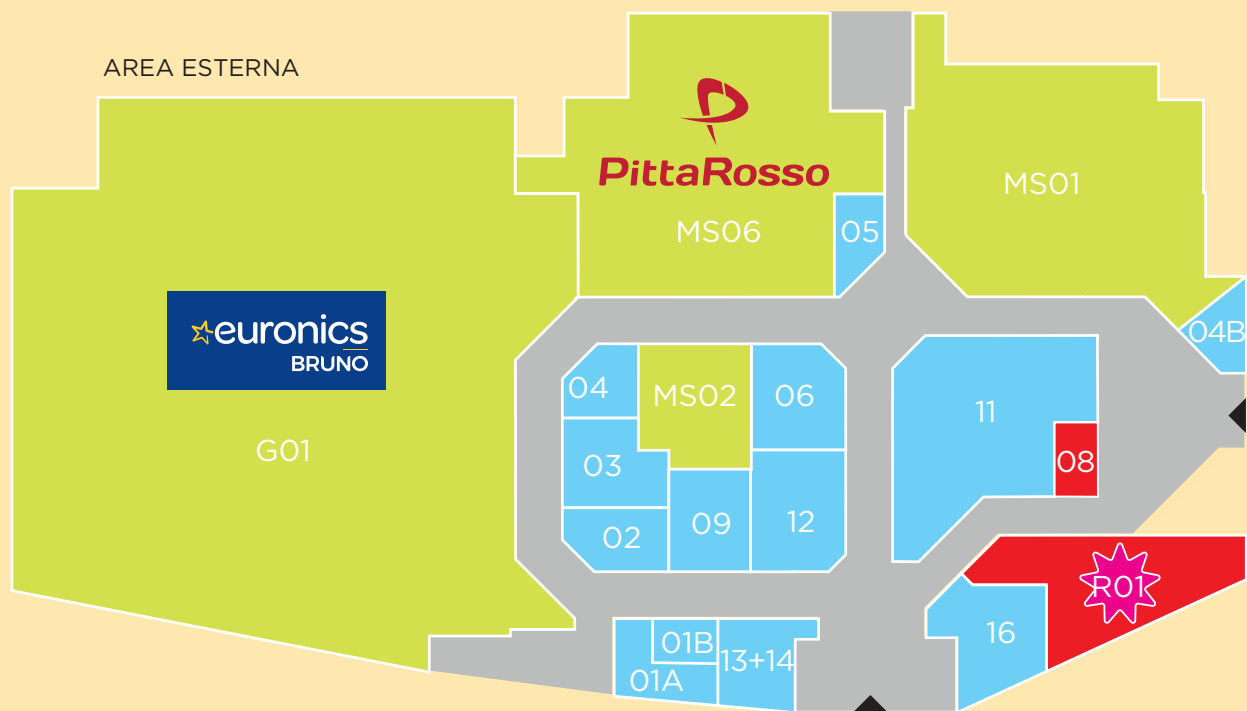 AREA ESTERNA
PittaRosso
MS06
05
MS01
04B
euronics
BRUNO
G01
04
MS02
06
03
02
09
12
11
08
R01
16
01B
01A
13+14